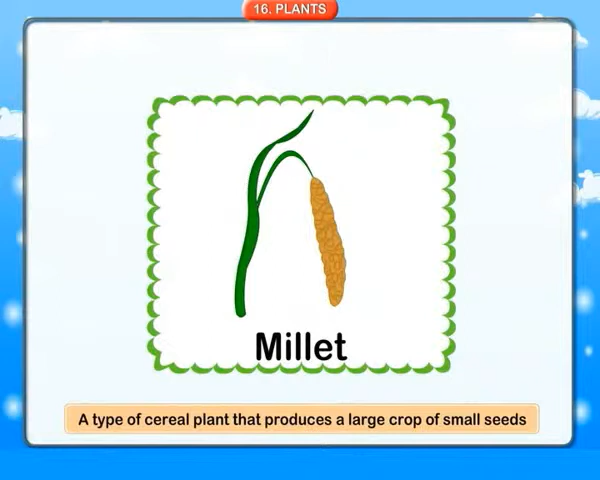 16. PLANTS
Millet
A type of cereal plant that produces a large crop of small seeds